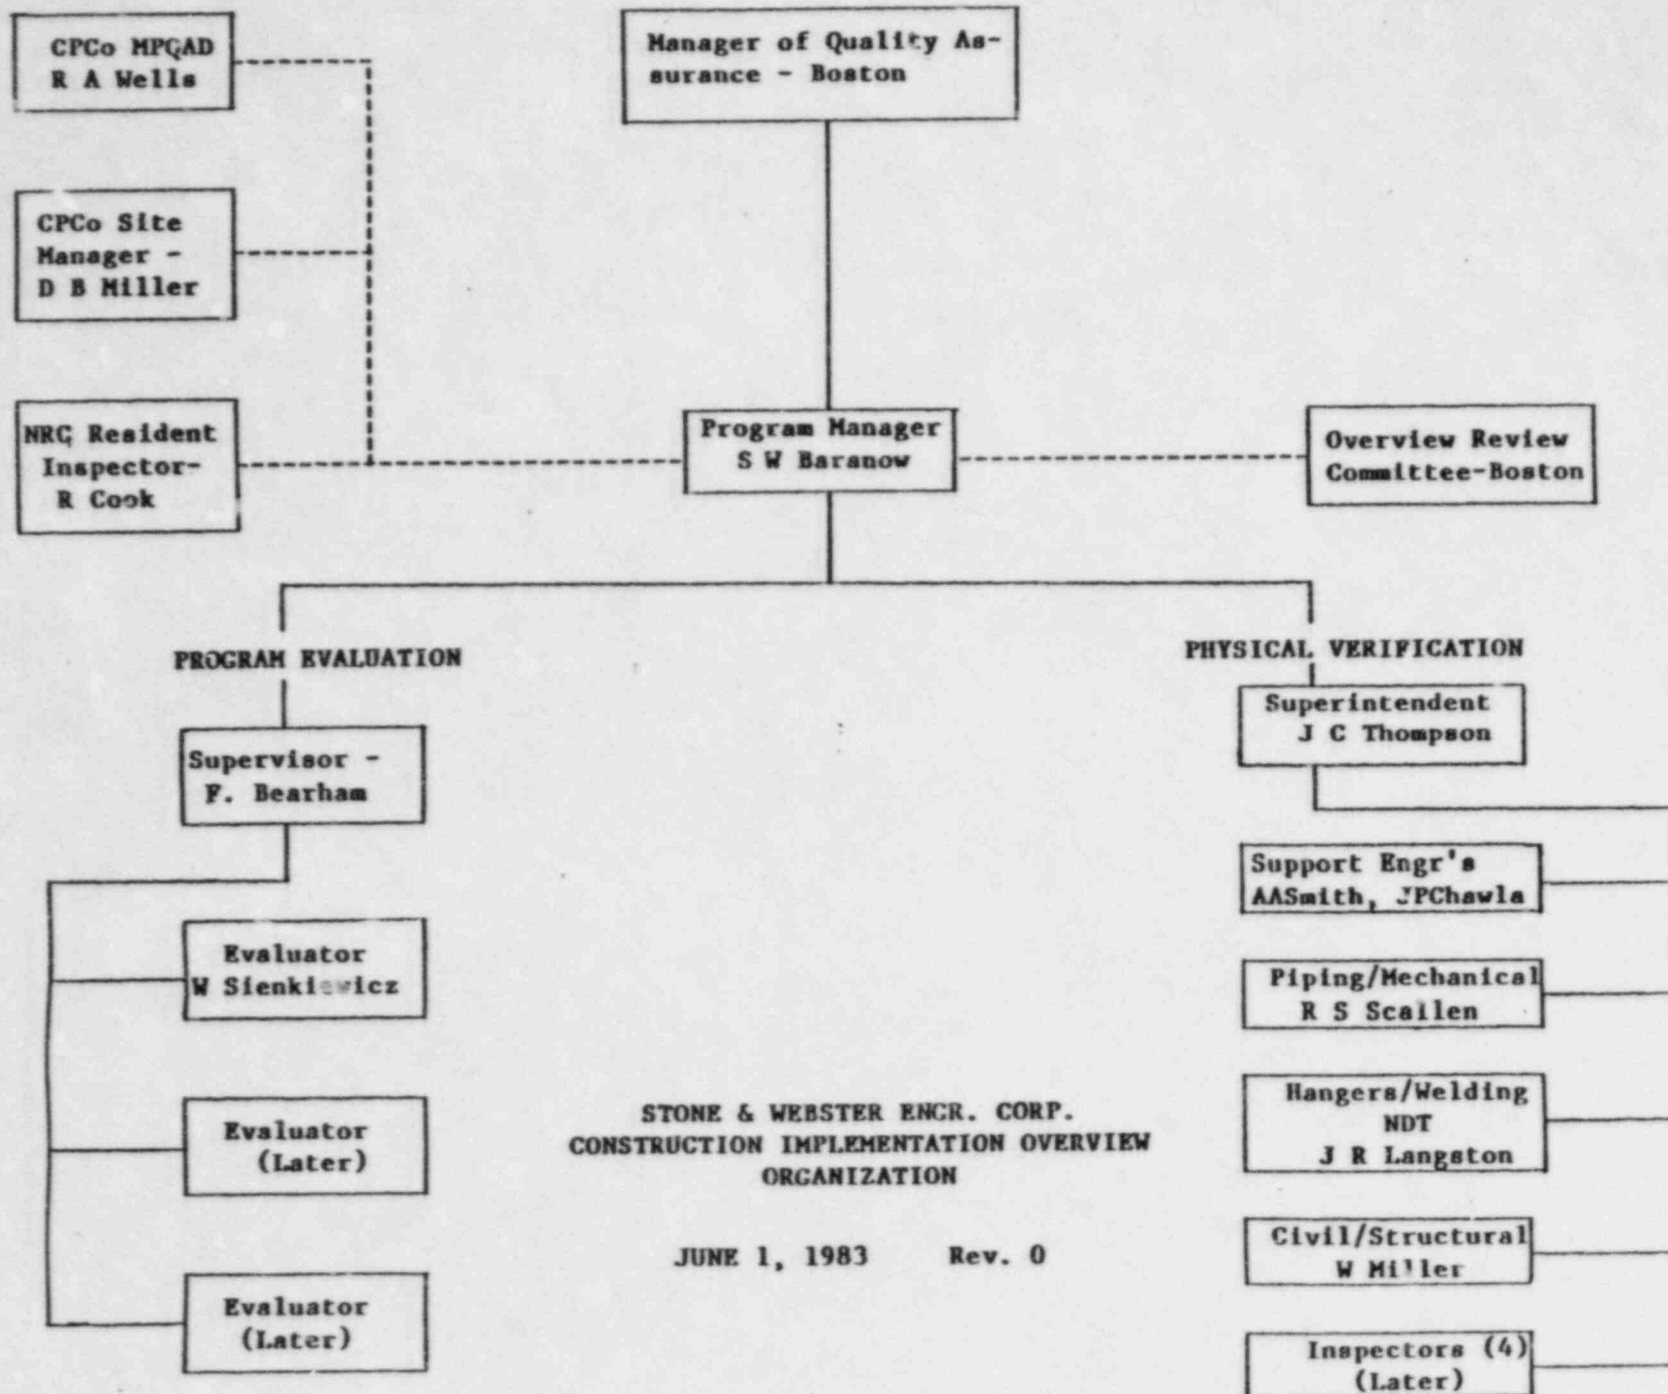 CPCo MPQAD
R A Wells
Manager of Quality As-
surance - Boston
CPCo Site
Manager -
D B Miller
NRC Resident
Inspector-
R Cook
Program Manager
S W Baranow
Overview Review
Committee-Boston
PROGRAM EVALUATION
PHYSICAL VERIFICATION
Supervisor -
F. Bearham
Superintendent
J C Thompson
Support Engr's
AASmith, JPChawla
Evaluator
W Sienkiewicz
Piping/Mechanical
R S Scallen
Evaluator
(Later)
Hangers/Welding
NDT
J R Langston
STONE & WEBSTER ENGR. CORP.
CONSTRUCTION IMPLEMENTATION OVERVIEW
ORGANIZATION
JUNE 1, 1983 Rev. 0
Civil/Structural
W Miller
Evaluator
(Later)
Inspectors (4)
(Later)